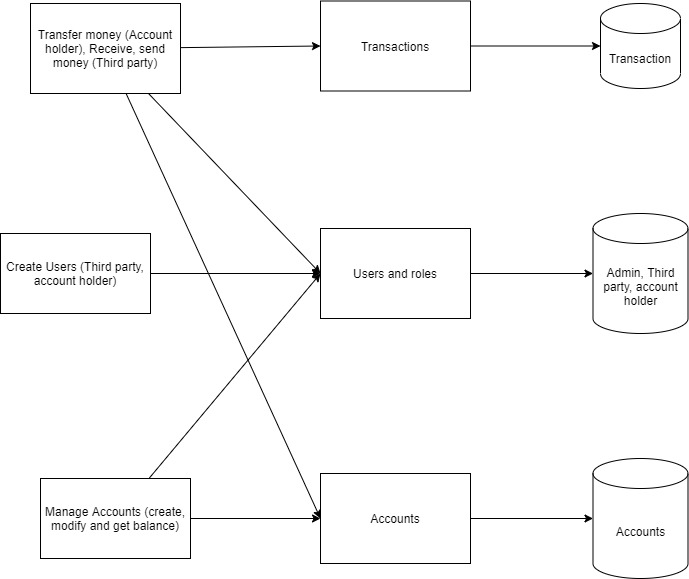 Transfer money (Account
holder), Receive, send
money (Third party)
Transactions
Transaction
Create Users (Third party,
account holder)
Users and roles
Admin, Third
party, account
holder
Manage Accounts (create,
modify and get balance)
Accounts
Accounts